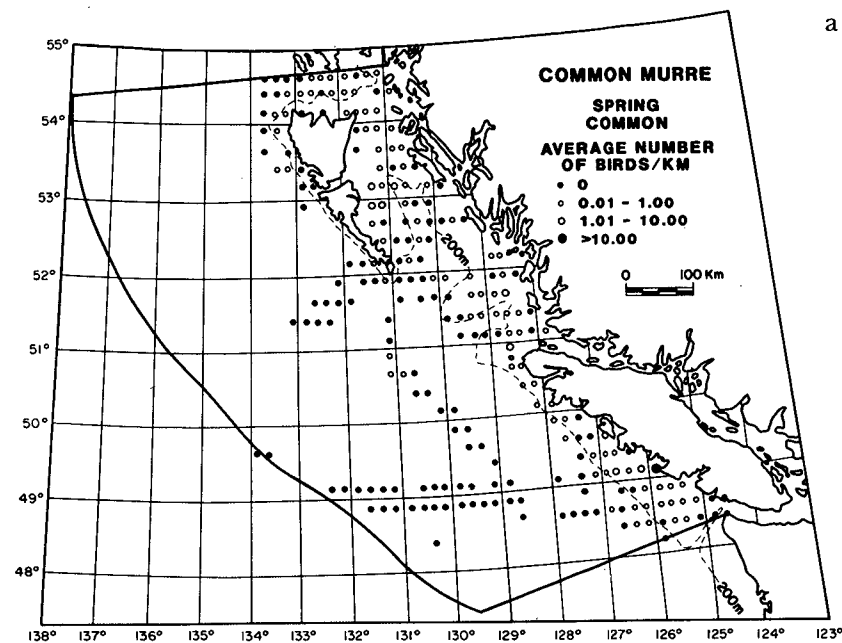 a
COMMON MURRE
SPRING
COMMON
AVERAGE NUMBER
OF BIRDS/KM
0
0.01 - 1.00
1.01 - 10.00
>10.00
0 100 Km
55°
54°
53°
52°
51°
50°
49°
48°
200m
200m
138° 137° 136° 135° 134° 133° 132° 131° 130° 129° 128° 127° 126° 125° 124° 123°